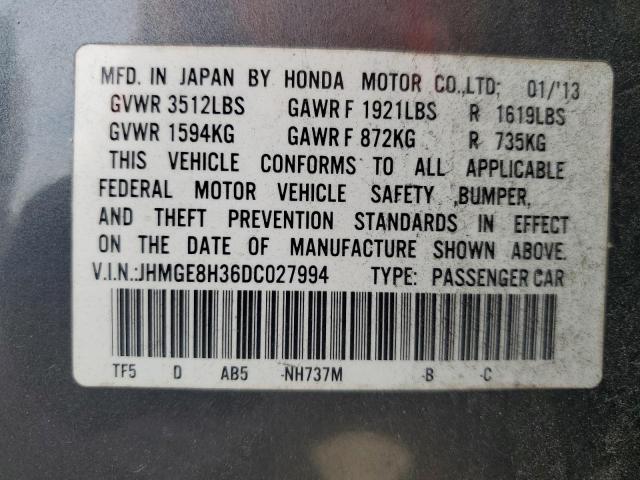 MFD. IN JAPAN BY HONDA MOTOR CO.,LTD; 01/'13
GVWR 3512LBS GAWR F 1921LBS R 1619LBS
GVWR 1594KG GAWR F 872KG R 735KG
THIS VEHICLE CONFORMS TO ALL APPLICABLE
FEDERAL MOTOR VEHICLE SAFETY ,BUMPER,
AND THEFT PREVENTION STANDARDS IN EFFECT
ON THE DATE OF MANUFACTURE SHOWN ABOVE.
V.I.N.:JHMGE8H36DC027994 TYPE: PASSENGER CAR
TF5 D AB5 -NH737M -B -C